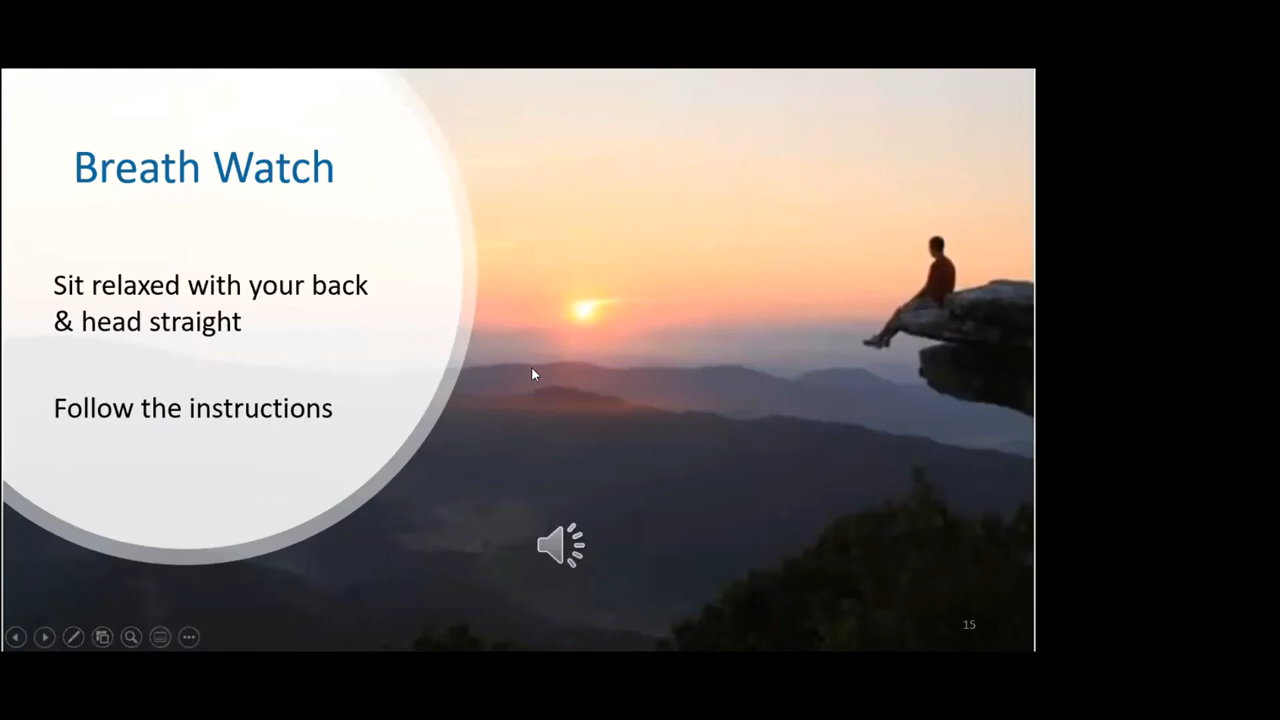 Breath Watch
Sit relaxed with your back
& head straight
Follow the instructions
15